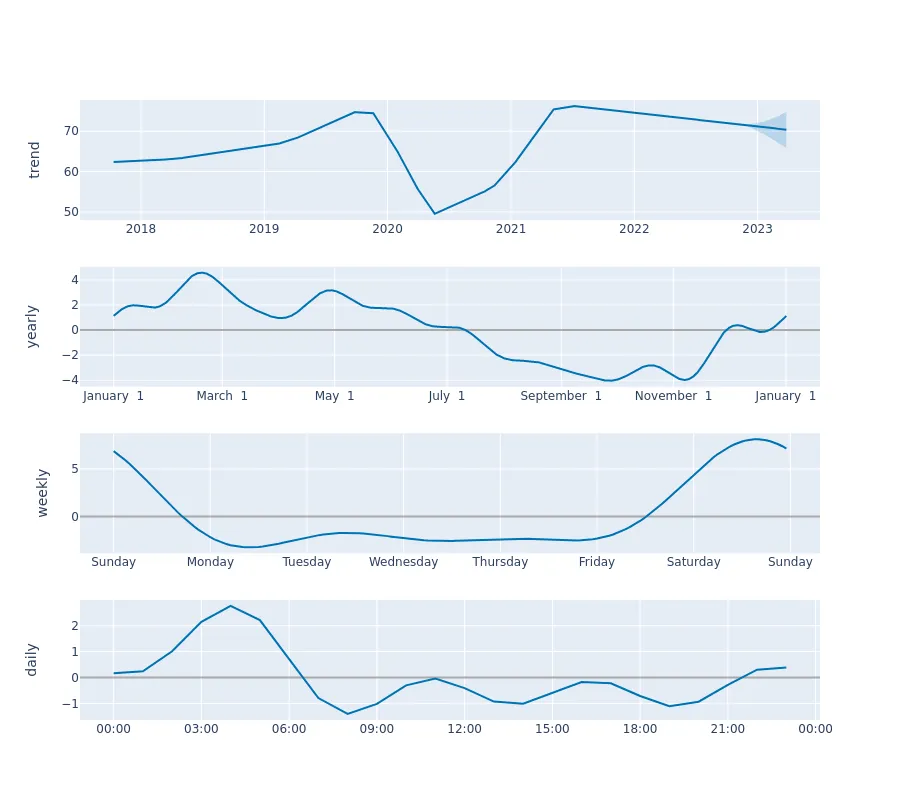 trend
70
60
50
2018 2019 2020 2021 2022 2023
yearly
4
2
0
−2
−4
January 1 March 1 May 1 July 1 September 1 November 1 January 1
weekly
5
0
Sunday Monday Tuesday Wednesday Thursday Friday Saturday Sunday
daily
2
1
0
−1
00:00 03:00 06:00 09:00 12:00 15:00 18:00 21:00 00:00